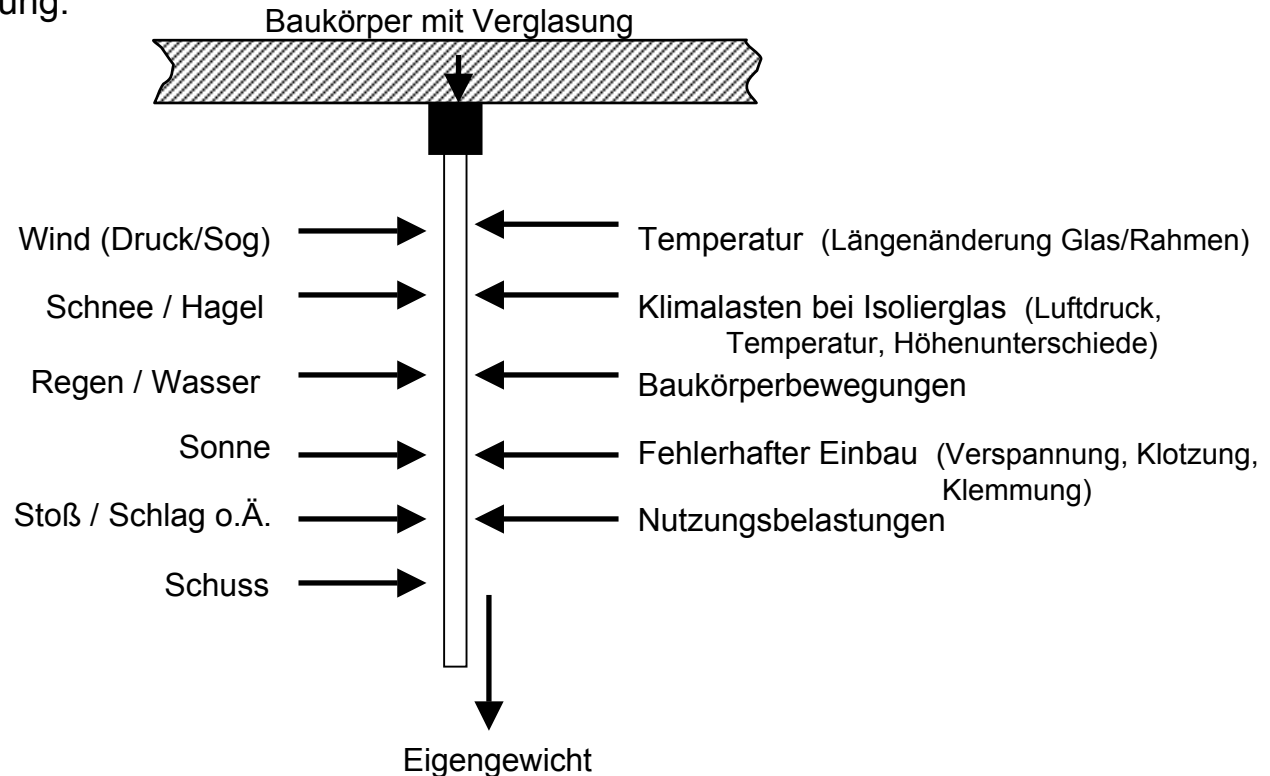 ung:
Baukörper mit Verglasung
Wind (Druck/Sog)
Schnee / Hagel
Regen / Wasser
Sonne
Stoß / Schlag o.Ä.
Schuss
Temperatur (Längenänderung Glas/Rahmen)
Klimalasten bei Isolierglas (Luftdruck,
Temperatur, Höhenunterschiede)
Baukörperbewegungen
Fehlerhafter Einbau (Verspannung, Klotzung,
Klemmung)
Nutzungsbelastungen
Eigengewicht